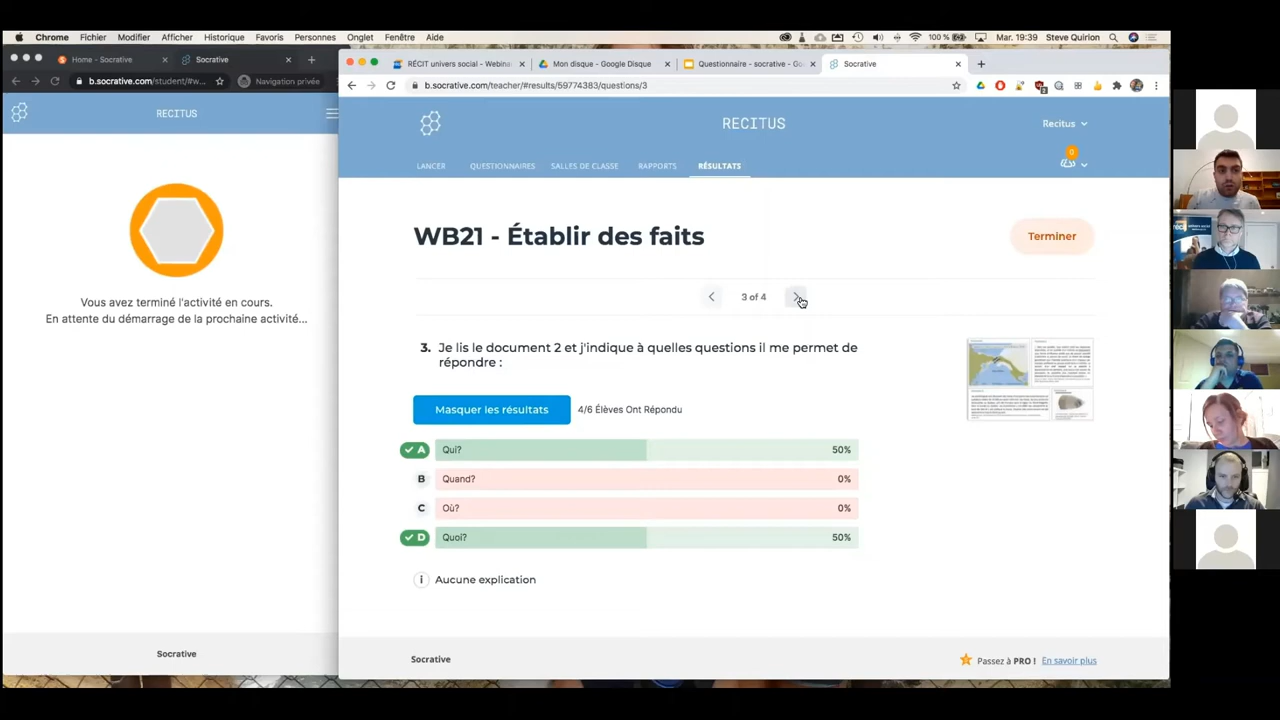 Chrome Fichier Modifier Afficher Historique Favoris Personnes Onglet Fenêtre Aide 100 % Mar. 19:39 Steve Quirion
Home - Socrative
Socrative
b.socrative.com/student/#w...
Navigation privée
RECITUS
Vous avez terminé l'activité en cours.
En attente du démarrage de la prochaine activité...
Socrative
RÉCIT univers social - Webina
Mon disque - Google Disque
Questionnaire - socrative - Go
Socrative
b.socrative.com/teacher/#results/59774383/questions/3
RECITUS
Recitus
LANCER QUESTIONNAIRES SALLES DE CLASSE RAPPORTS RÉSULTATS
0
WB21 - Établir des faits
Terminer
3 of 4
3. Je lis le document 2 et j'indique à quelles questions il me permet de
répondre :
Masquer les résultats 4/6 Élèves Ont Répondu
A Qui? 50%
B Quand? 0%
C Où? 0%
D Quoi? 50%
i Aucune explication
Socrative
Passez à PRO ! En savoir plus